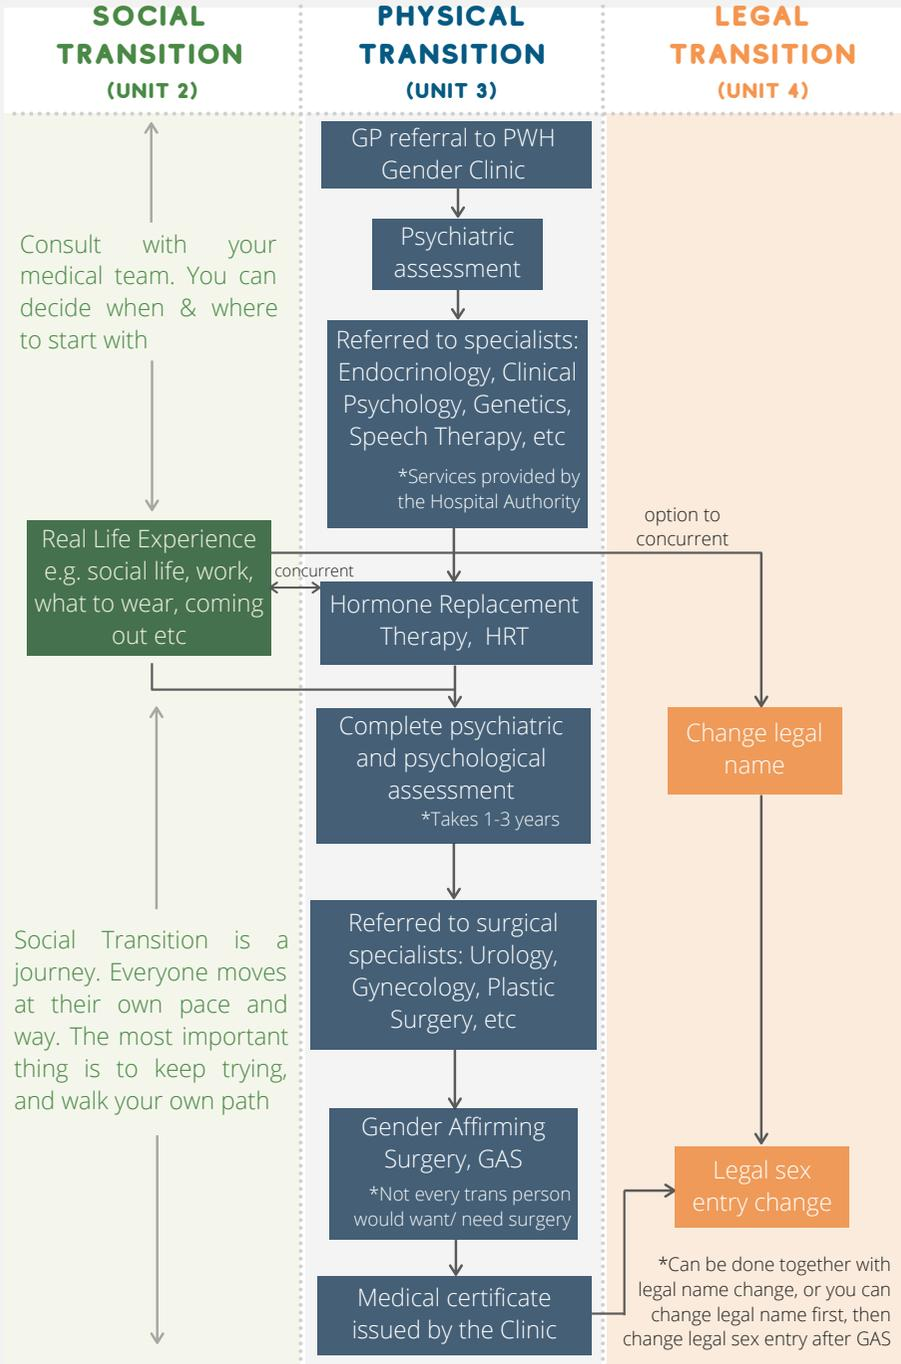 SOCIAL
TRANSITION
(UNIT 2)
PHYSICAL
TRANSITION
(UNIT 3)
LEGAL
TRANSITION
(UNIT 4)
GP referral to PWH
Gender Clinic
Psychiatric
assessment
Consult with your
medical team. You can
decide when & where
to start with
Referred to specialists:
Endocrinology, Clinical
Psychology, Genetics,
Speech Therapy, etc
*Services provided by
the Hospital Authority
option to
concurrent
Real Life Experience
e.g. social life, work,
what to wear, coming
out etc
concurrent
Hormone Replacement
Therapy, HRT
Complete psychiatric
and psychological
assessment
*Takes 1-3 years
Change legal
name
Referred to surgical
specialists: Urology,
Gynecology, Plastic
Surgery, etc
Social Transition is a
journey. Everyone moves
at their own pace and
way. The most important
thing is to keep trying,
and walk your own path
Gender Affirming
Surgery, GAS
*Not every trans person
would want/ need surgery
Legal sex
entry change
Medical certificate
issued by the Clinic
*Can be done together with
legal name change, or you can
change legal name first, then
change legal sex entry after GAS